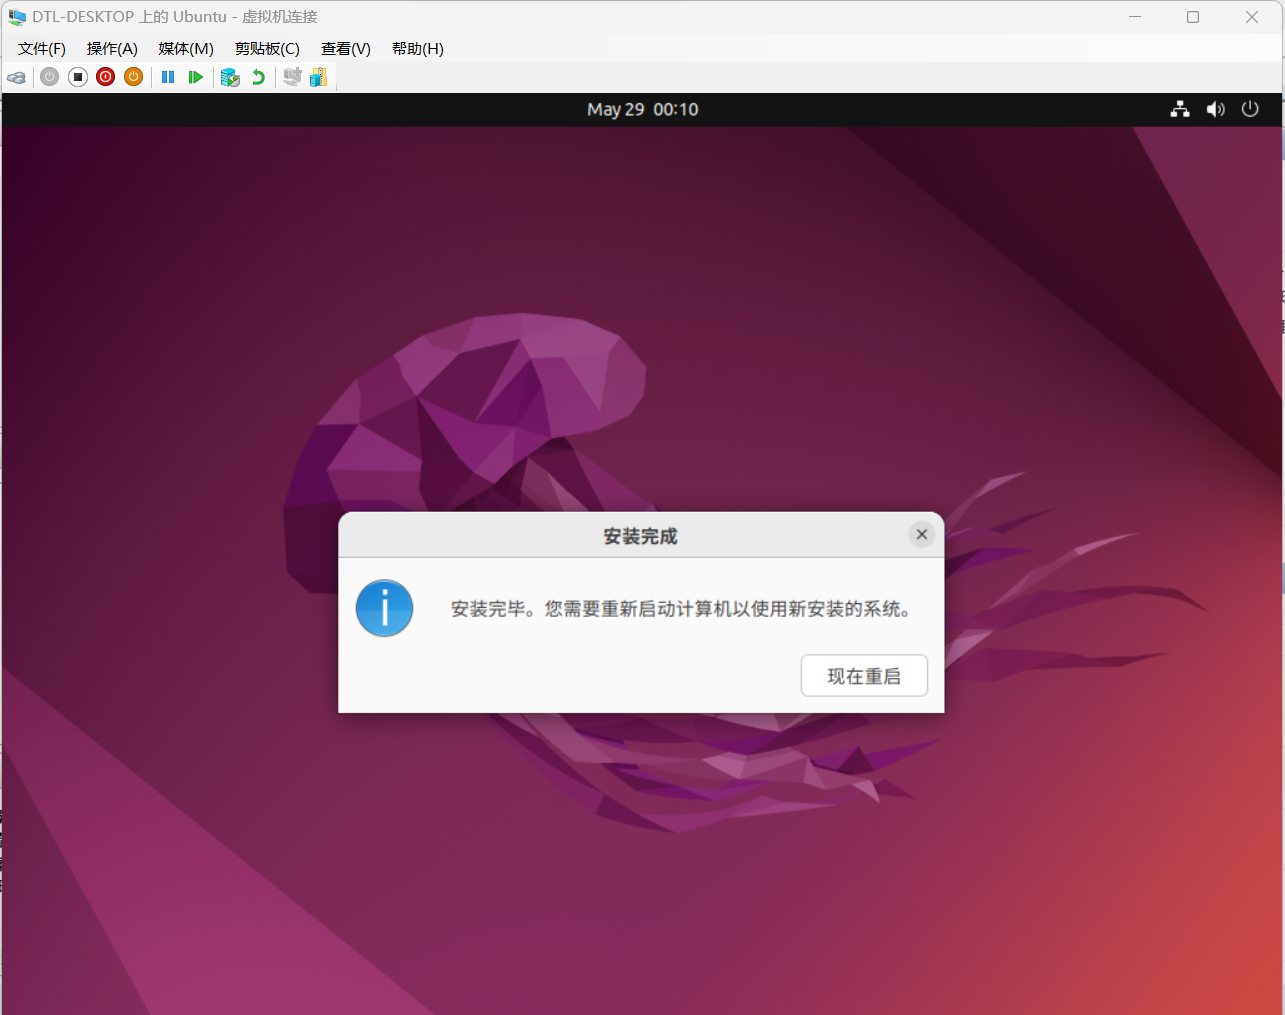 DTL-DESKTOP 上的 Ubuntu - 虚拟机连接
文件(F) 操作(A) 媒体(M) 剪贴板(C) 查看(V) 帮助(H)
May 29 00:10
安装完成
安装完毕。您需要重新启动计算机以使用新安装的系统。
现在重启